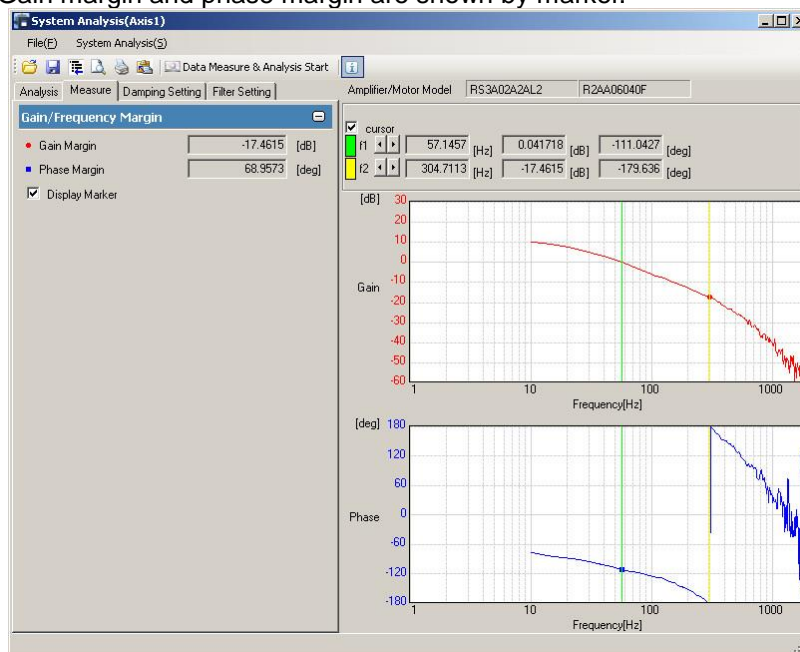 Gain margin and phase margin are shown by marker.
System Analysis(Axis1)
File(F) System Analysis(S)
Data Measure & Analysis Start
Analysis Measure Damping Setting Filter Setting
Amplifier/Motor Model RS3A02A2AL2 R2AA06040F
Gain/Frequency Margin
Gain Margin -17.4615 [dB]
Phase Margin 68.9573 [deg]
Display Marker
cursor
f1 57.1457 [Hz] 0.041718 [dB] -111.0427 [deg]
f2 304.7113 [Hz] -17.4615 [dB] -179.636 [deg]
[dB] 30
20
10
0
-10
Gain
-20
-30
-40
-50
-60
1 10 100 1000
Frequency[Hz]
[deg] 180
120
60
Phase 0
-60
-120
-180
1 10 100 1000
Frequency[Hz]